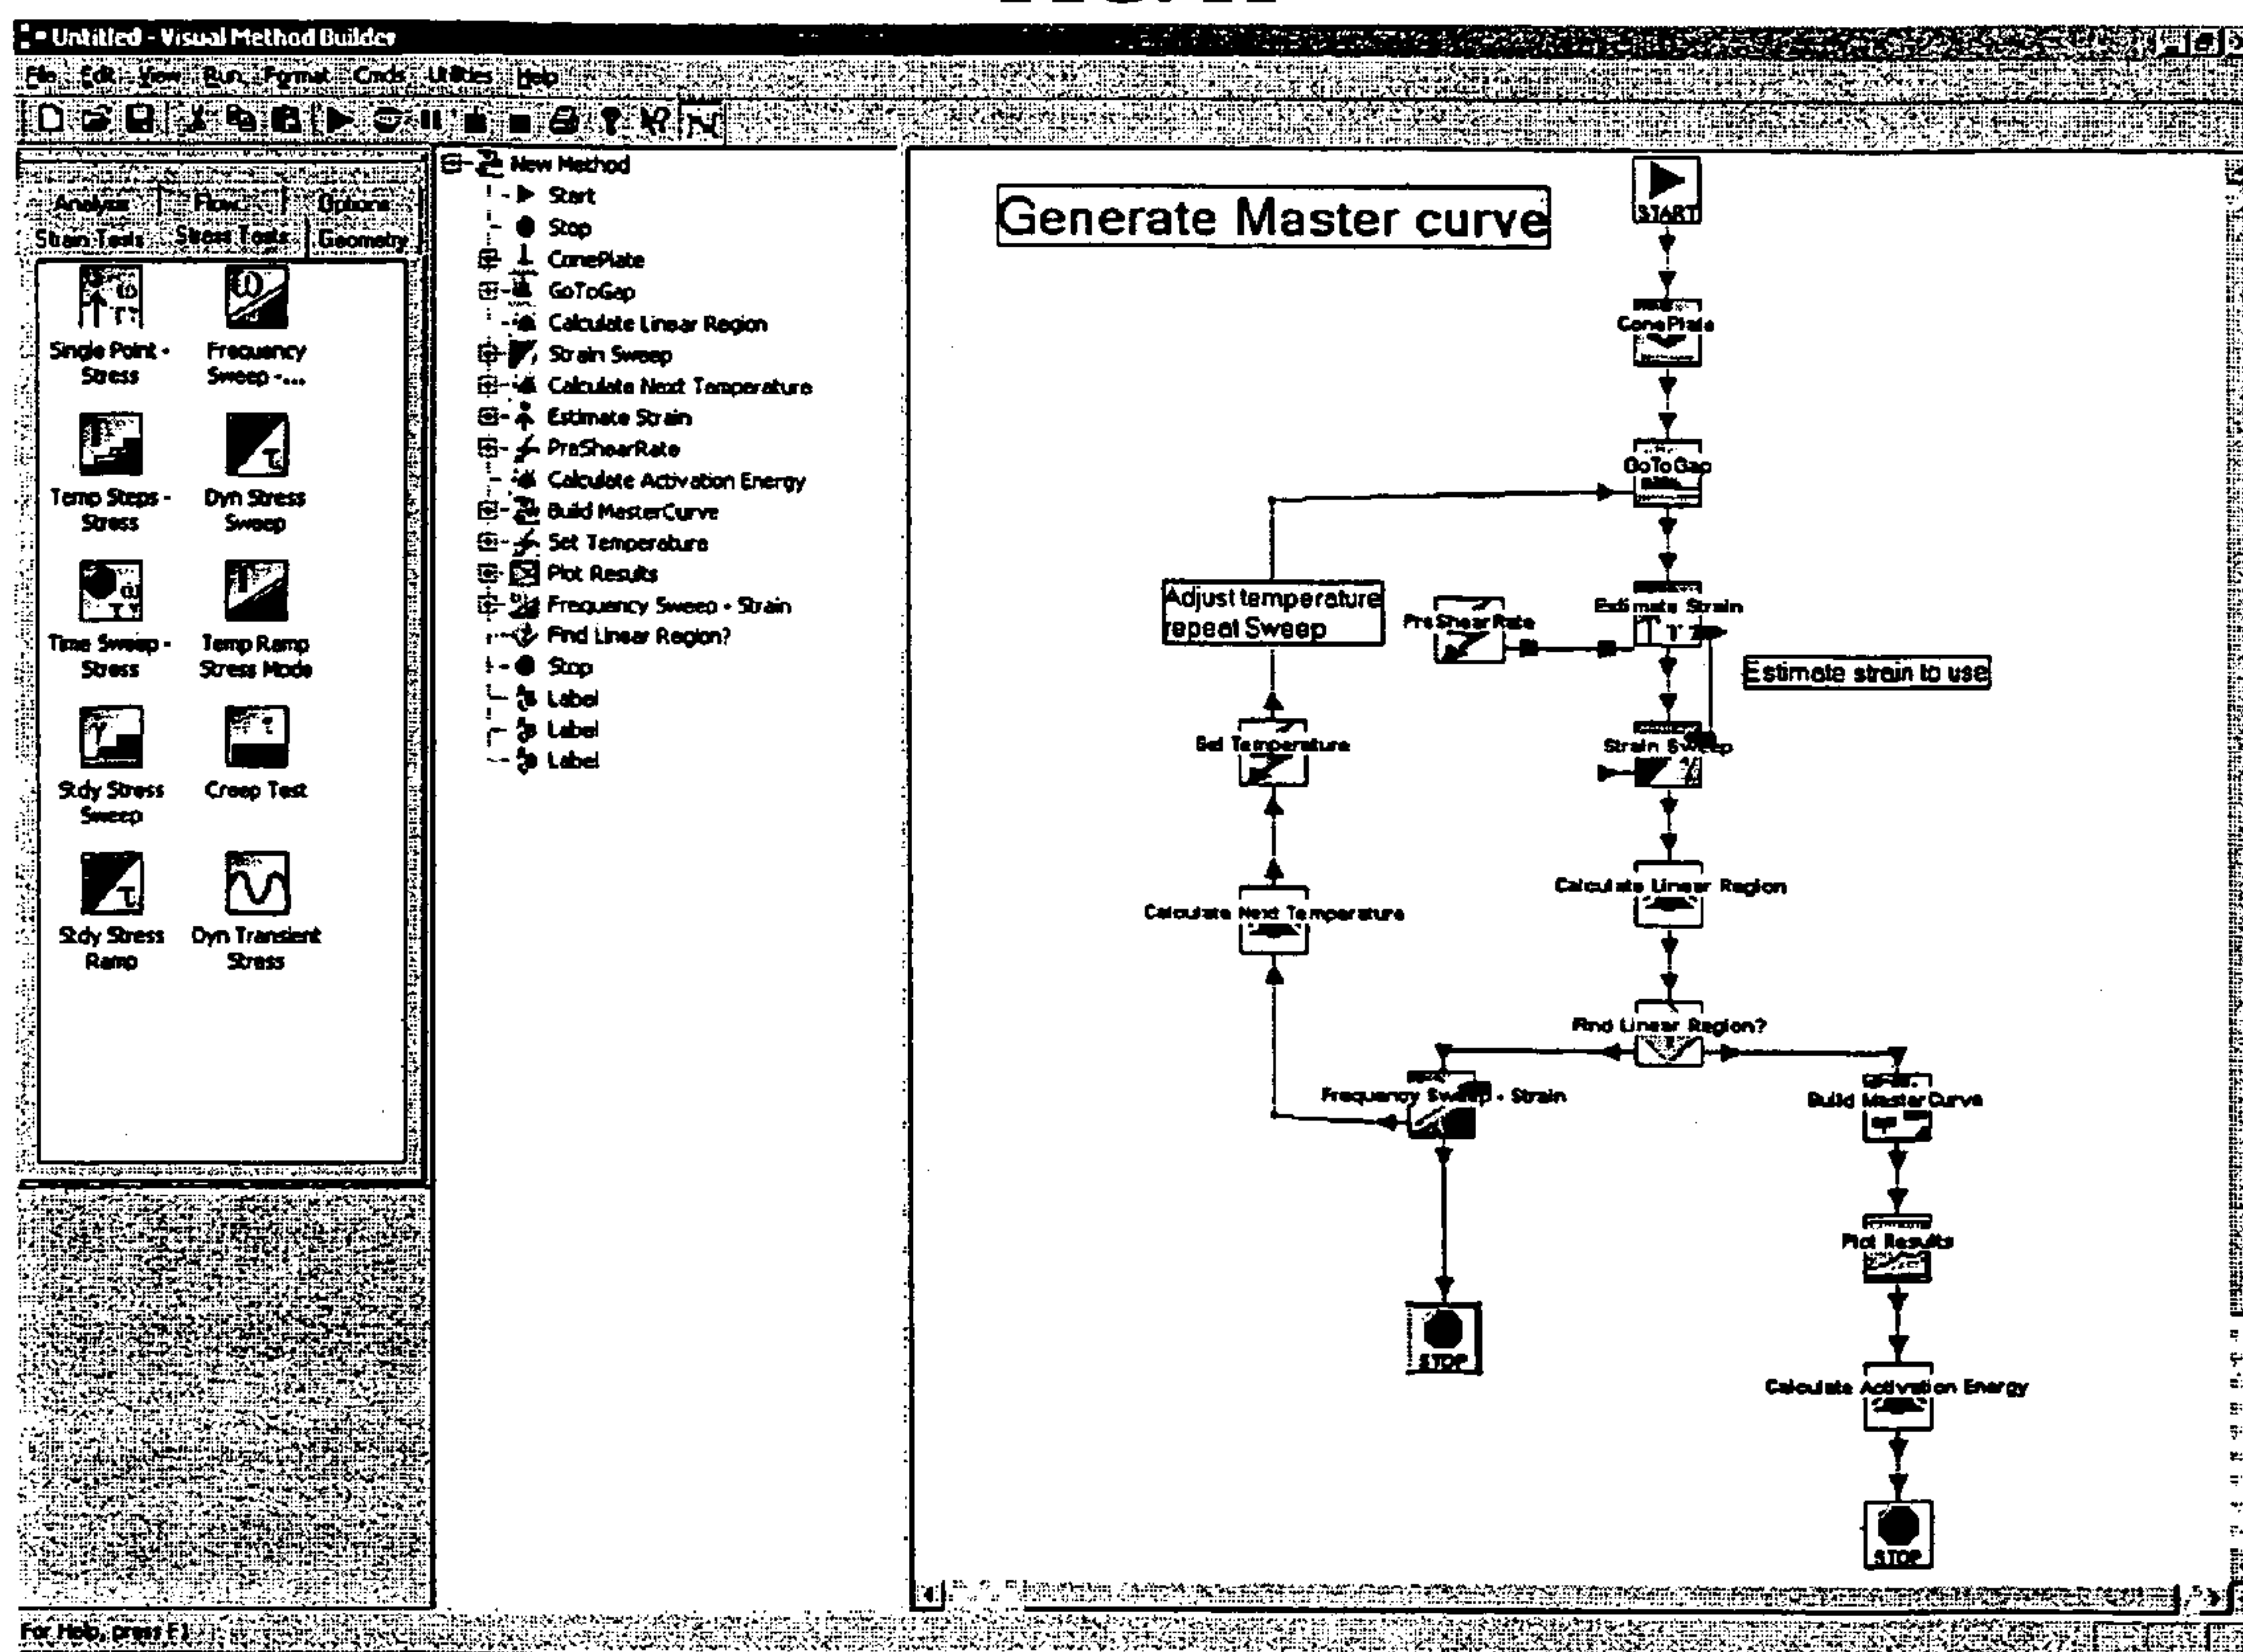 Untitled - Visual Method Builder
File Edit View Run Format Cmds Utilities Help
Analysis Flow Options
Strain Tests Stress Tests Geometry
Single Point -
Stress
Frequency
Sweep -...
Temp Steps -
Stress
Dyn Stress
Sweep
Time Sweep -
Stress
Temp Ramp
Stress Mode
Stdy Stress
Sweep
Creep Test
Stdy Stress
Ramp
Dyn Transient
Stress
New Method
Start
Stop
ConePlate
GoToGap
Calculate Linear Region
Strain Sweep
Calculate Next Temperature
Estimate Strain
PreShearRate
Calculate Activation Energy
Build MasterCurve
Set Temperature
Plot Results
Frequency Sweep - Strain
Find Linear Region?
Stop
Label
Label
Label
Generate Master curve
START
ConePlate
GoToGap
Adjust temperature
repeat Sweep
PreShearRate
Estimate Strain
Estimate strain to use
Set Temperature
Strain Sweep
Calculate Linear Region
Calculate Next Temperature
Find Linear Region?
Frequency Sweep - Strain
Build MasterCurve
Plot Results
STOP
Calculate Activation Energy
STOP
For Help, press F1